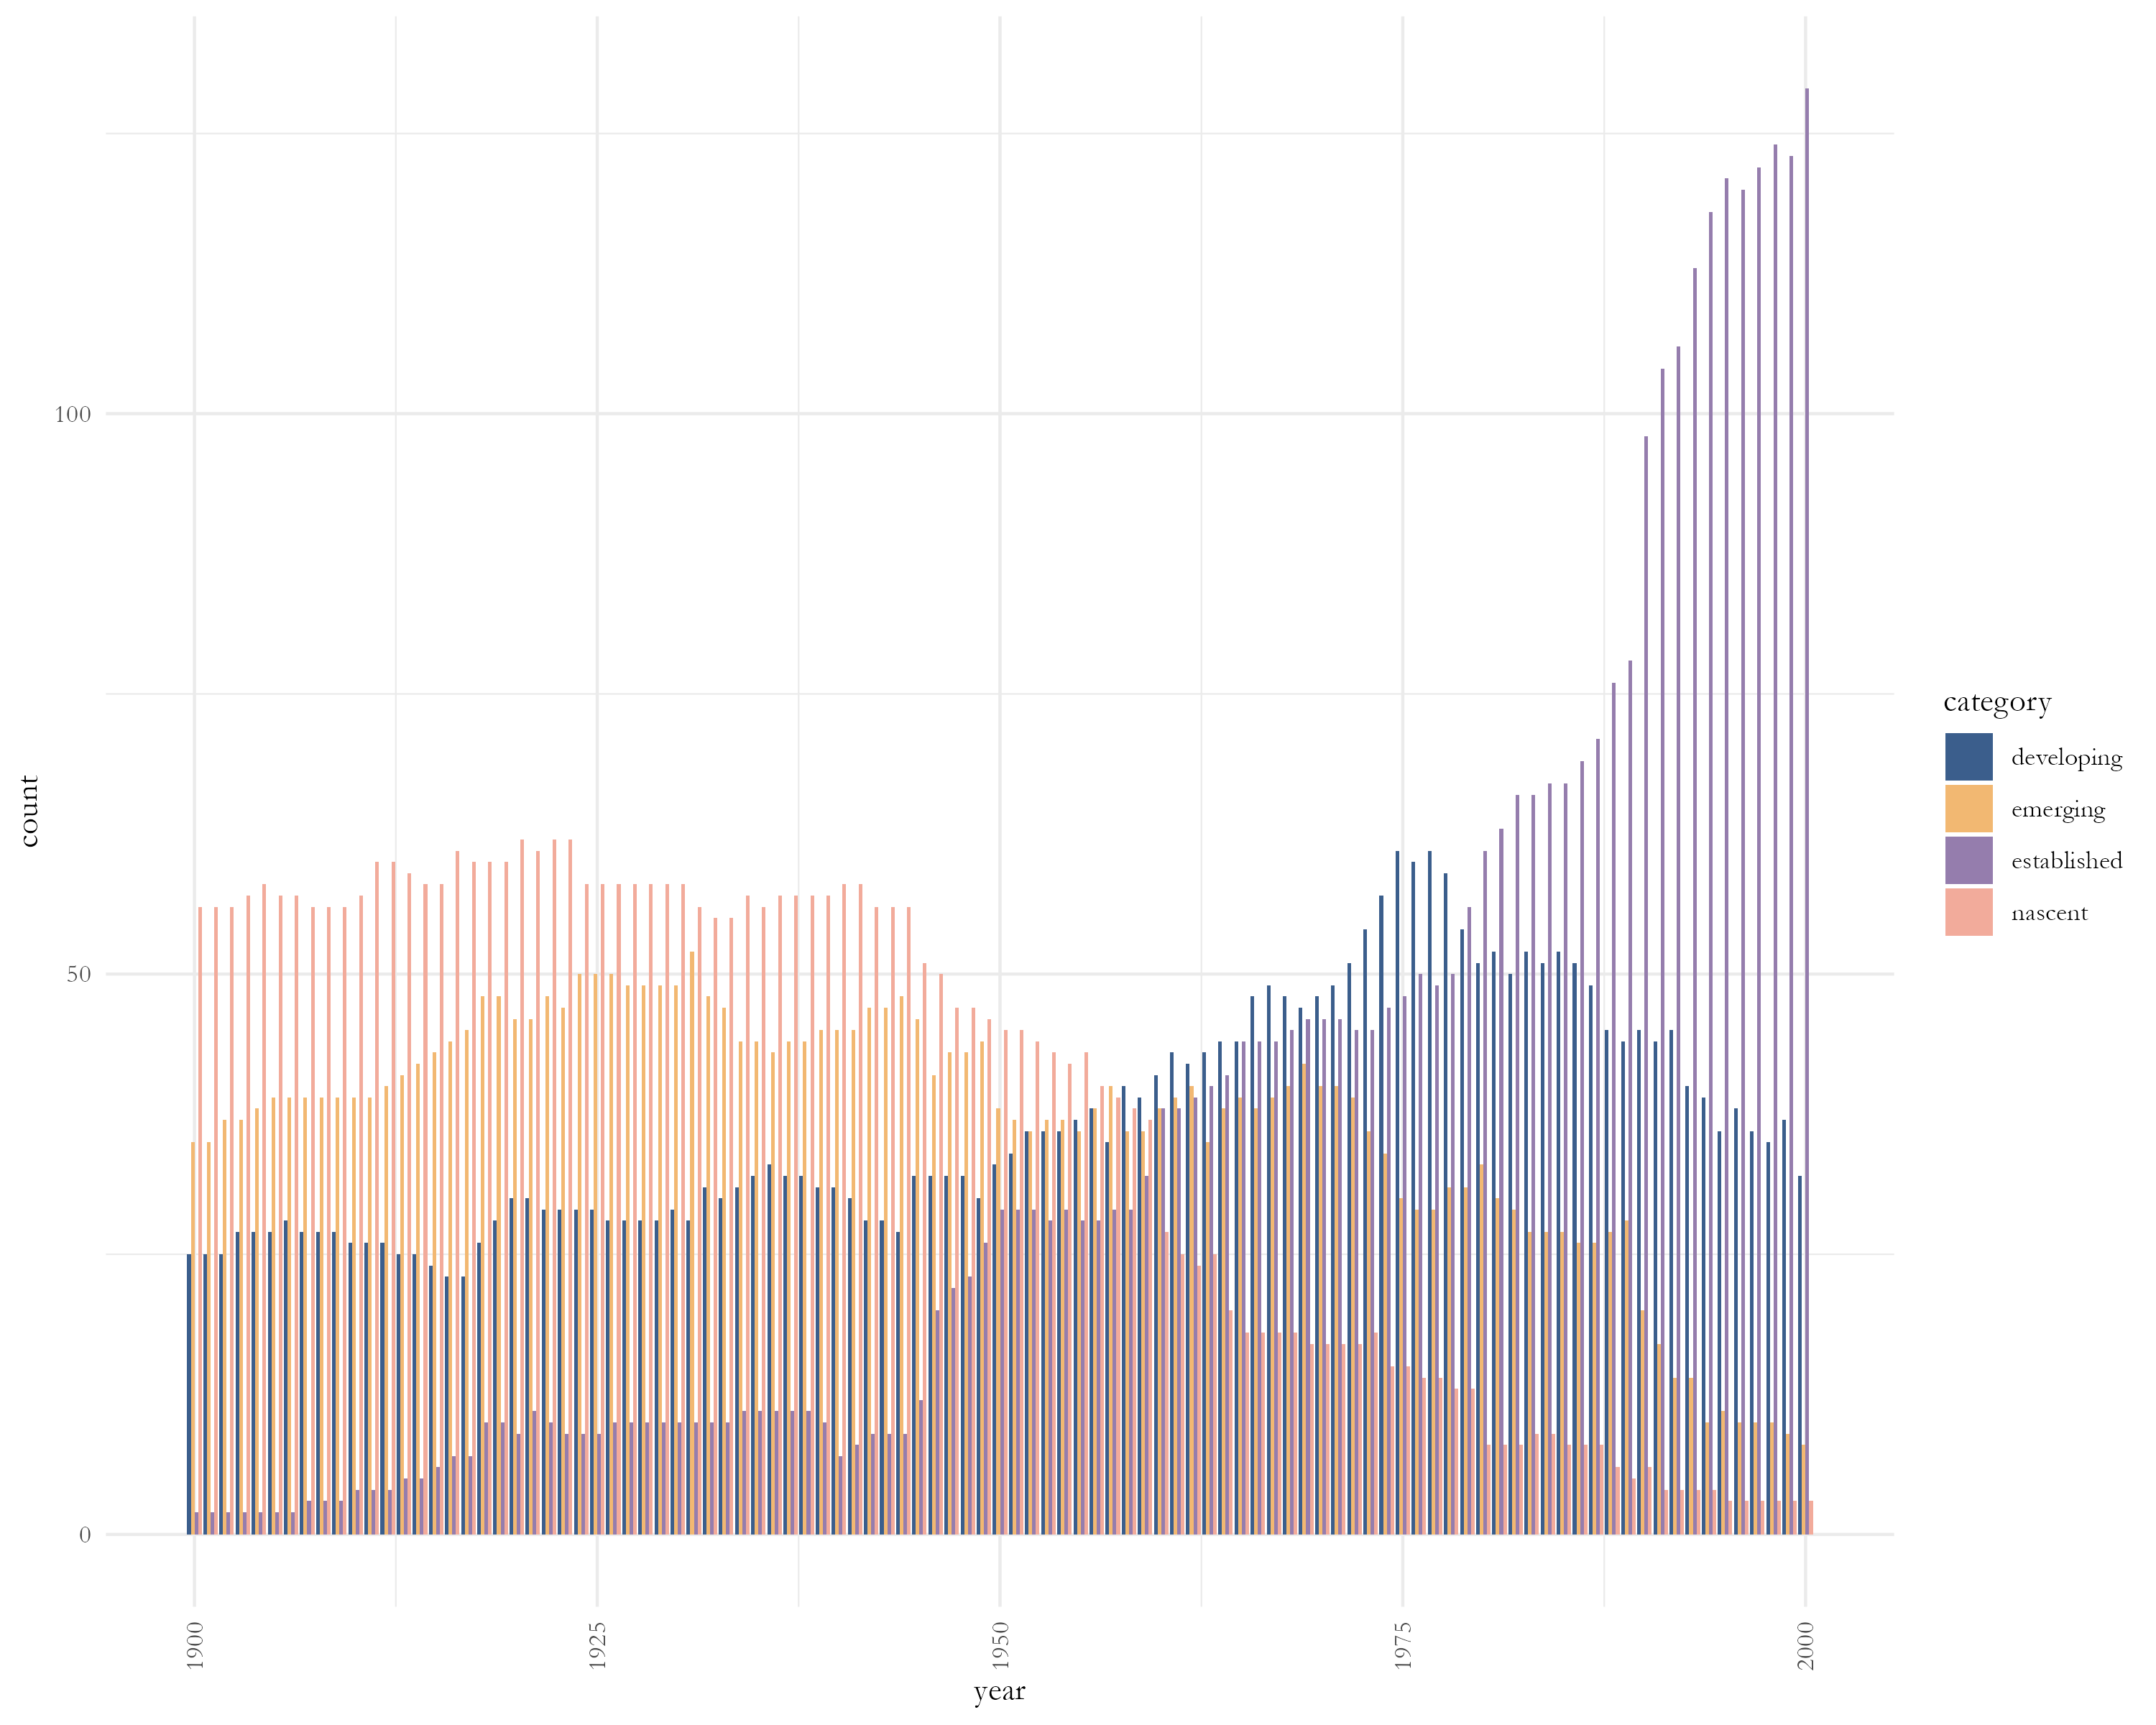 100
50
0
count
1900
1925
1950
1975
2000
year
category
developing
emerging
established
nascent